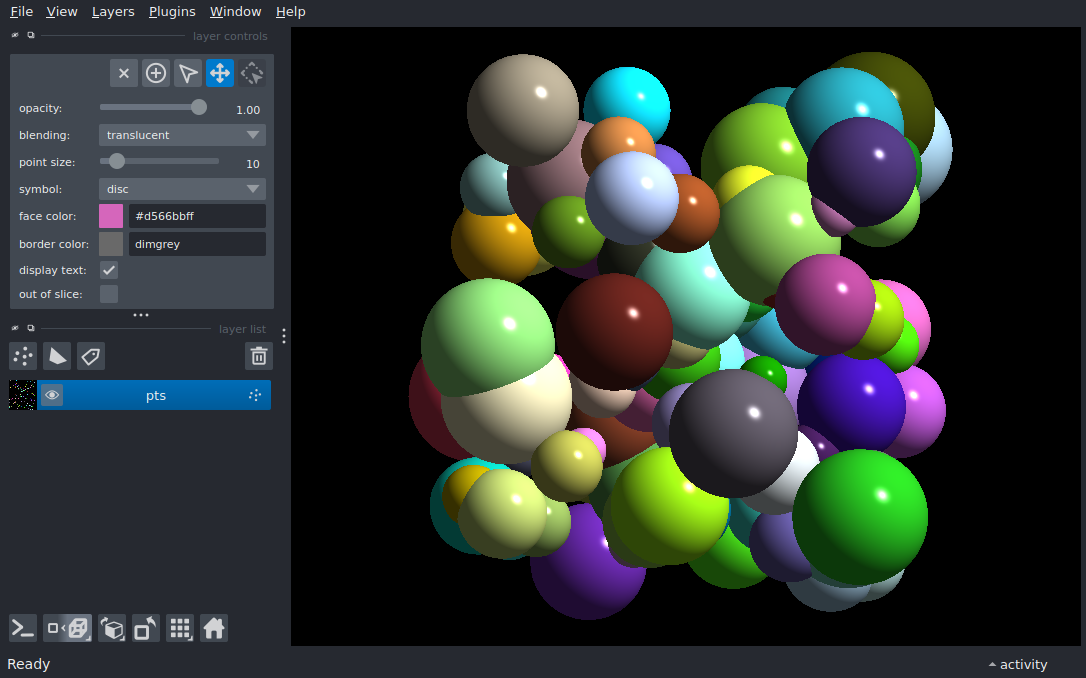 File View Layers Plugins Window Help
layer controls
opacity: 1.00
blending: translucent
point size: 10
symbol: disc
face color: #d566bbff
border color: dimgrey
display text:
out of slice:
layer list
pts
Ready activity